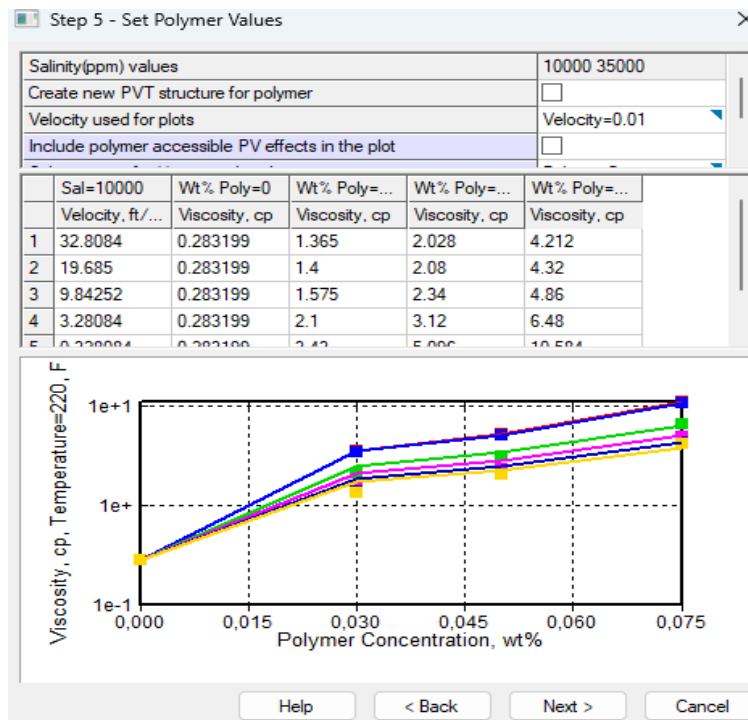 Step 5 - Set Polymer Values
Salinity(ppm) values 10000 35000
Create new PVT structure for polymer
Velocity used for plots Velocity=0.01
Include polymer accessible PV effects in the plot
Sal=10000 Wt% Poly=0 Wt% Poly=... Wt% Poly=... Wt% Poly=...
Velocity, ft/... Viscosity, cp Viscosity, cp Viscosity, cp Viscosity, cp
1 32.8084 0.283199 1.365 2.028 4.212
2 19.685 0.283199 1.4 2.08 4.32
3 9.84252 0.283199 1.575 2.34 4.86
4 3.28084 0.283199 2.1 3.12 6.48
Viscosity, cp, Temperature=220, F
1e+1
1e+
1e-1
0,000 0,015 0,030 0,045 0,060 0,075
Polymer Concentration, wt%
Help < Back Next > Cancel